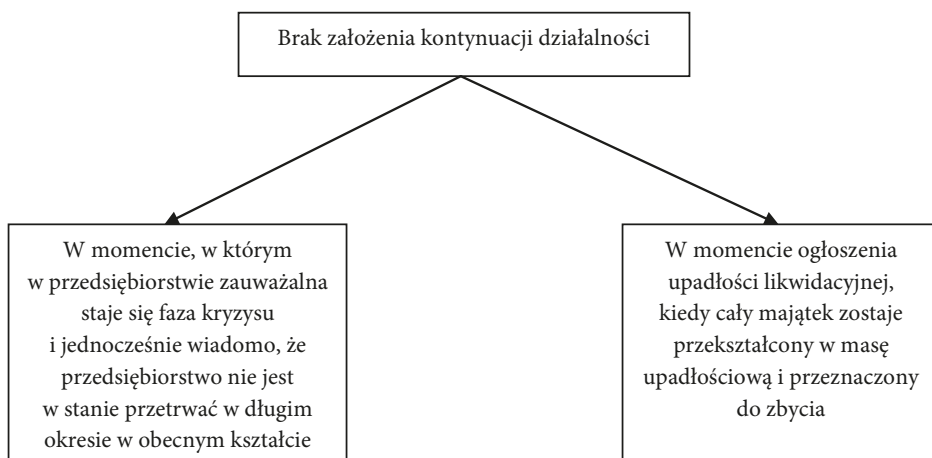 Brak założenia kontynuacji działalności
W momencie, w którym
w przedsiębiorstwie zauważalna
staje się faza kryzysu
i jednocześnie wiadomo, że
przedsiębiorstwo nie jest
w stanie przetrwać w długim
okresie w obecnym kształcie
W momencie ogłoszenia
upadłości likwidacyjnej,
kiedy cały majątek zostaje
przekształcony w masę
upadłościową i przeznaczony
do zbycia